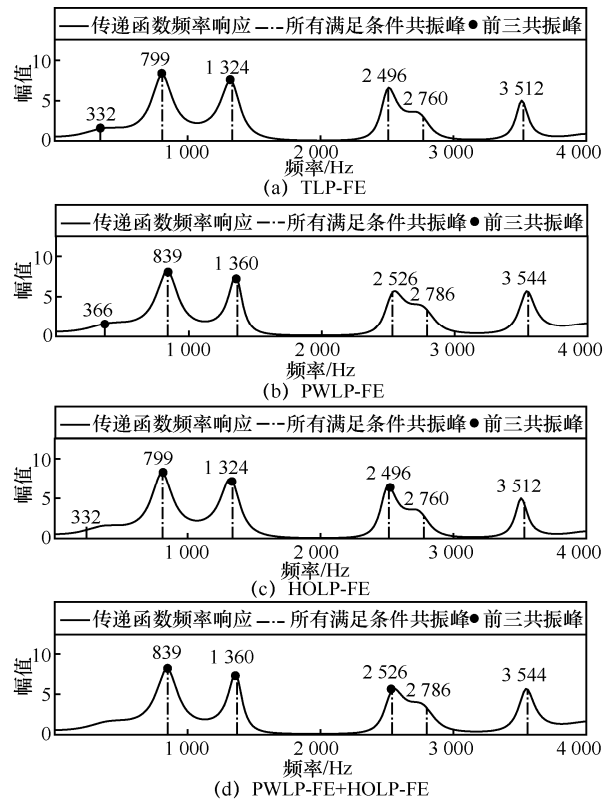 传递函数频率响应 所有满足条件共振峰 前三共振峰
10
5
0
幅值
332
799
1 324
2 496
2 760
3 512
1 000 2 000 3 000 4 000
频率/Hz
(a) TLP-FE
传递函数频率响应 所有满足条件共振峰 前三共振峰
10
5
0
幅值
366
839
1 360
2 526
2 786
3 544
1 000 2 000 3 000 4 000
频率/Hz
(b) PWLP-FE
传递函数频率响应 所有满足条件共振峰 前三共振峰
10
5
0
幅值
332
799
1 324
2 496
2 760
3 512
1 000 2 000 3 000 4 000
频率/Hz
(c) HOLP-FE
传递函数频率响应 所有满足条件共振峰 前三共振峰
10
5
0
幅值
839
1 360
2 526
2 786
3 544
1 000 2 000 3 000 4 000
频率/Hz
(d) PWLP-FE+HOLP-FE